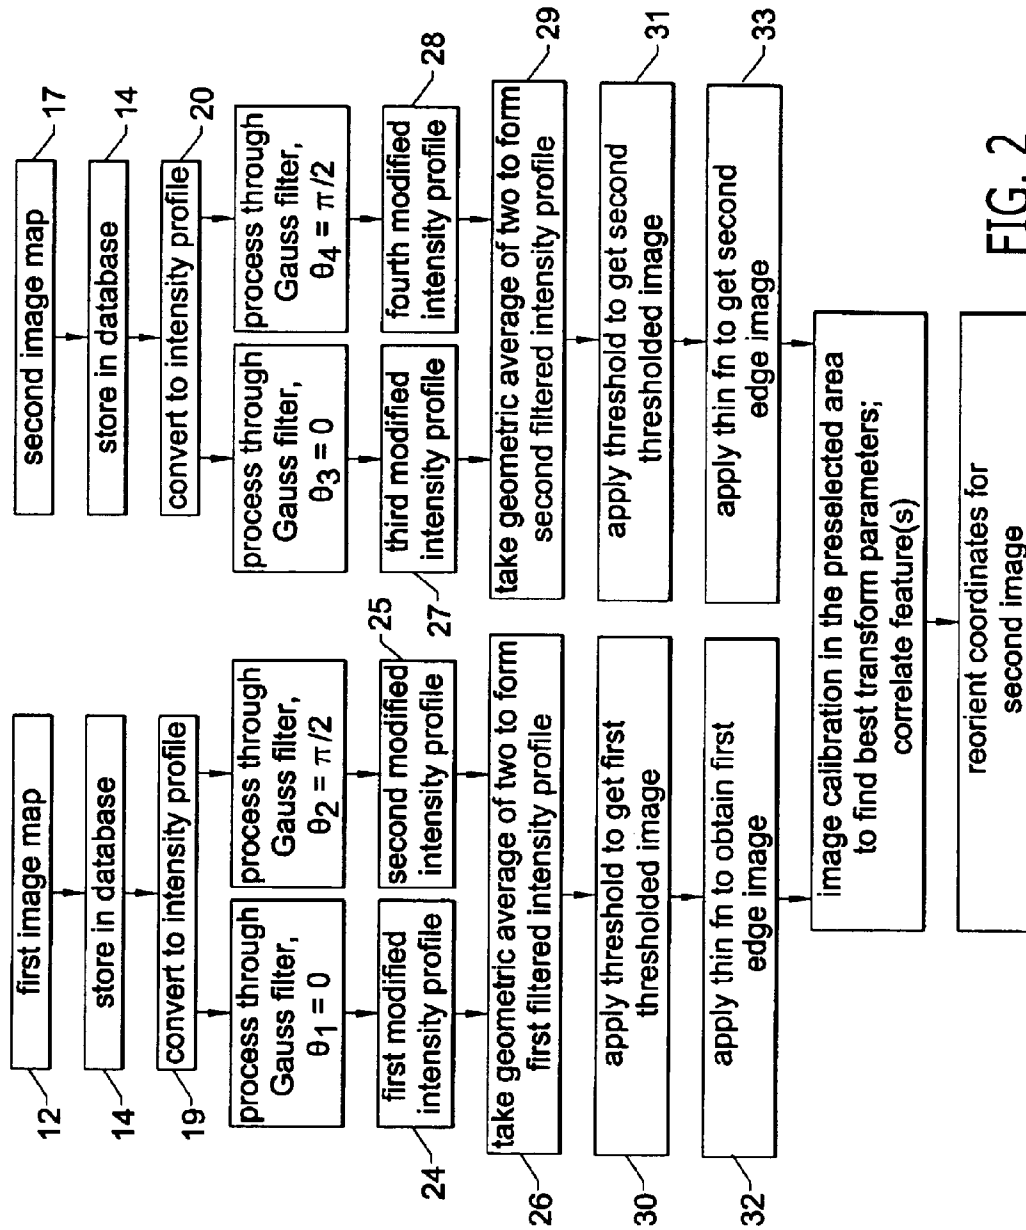 first image map
12
store in database
14
convert to intensity profile
19
process through
Gauss filter,
θ1 = 0
process through
Gauss filter,
θ2 = π/2
first modified
intensity profile
24
second modified
intensity profile
25
take geometric average of two to form
first filtered intensity profile
26
apply threshold to get first
thresholded image
30
apply thin fn to obtain first
edge image
32
second image map
17
store in database
14
convert to intensity profile
20
process through
Gauss filter,
θ3 = 0
process through
Gauss filter,
θ4 = π/2
third modified
intensity profile
27
fourth modified
intensity profile
28
take geometric average of two to form
second filtered intensity profile
29
apply threshold to get second
thresholded image
31
apply thin fn to get second
edge image
33
image calibration in the preselected area
to find best transform parameters;
correlate feature(s)
reorient coordinates for
second image
FIG. 2